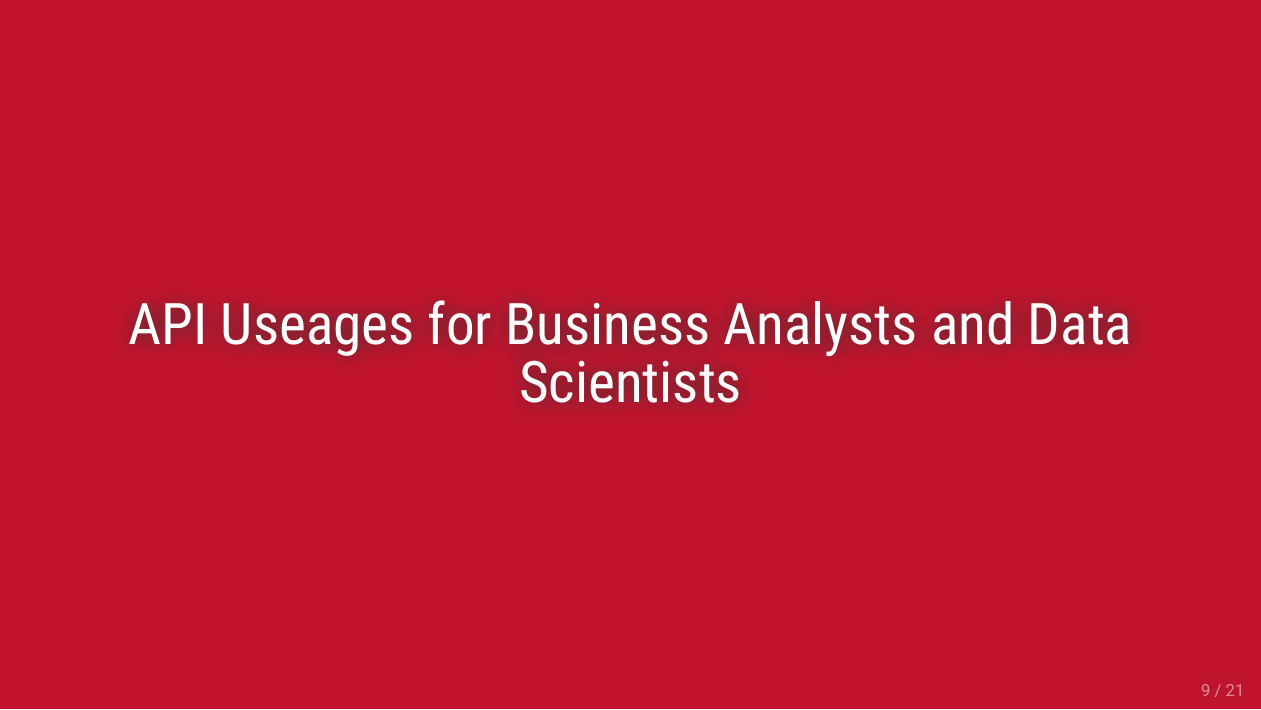 API Useages for Business Analysts and Data
Scientists
9 / 21